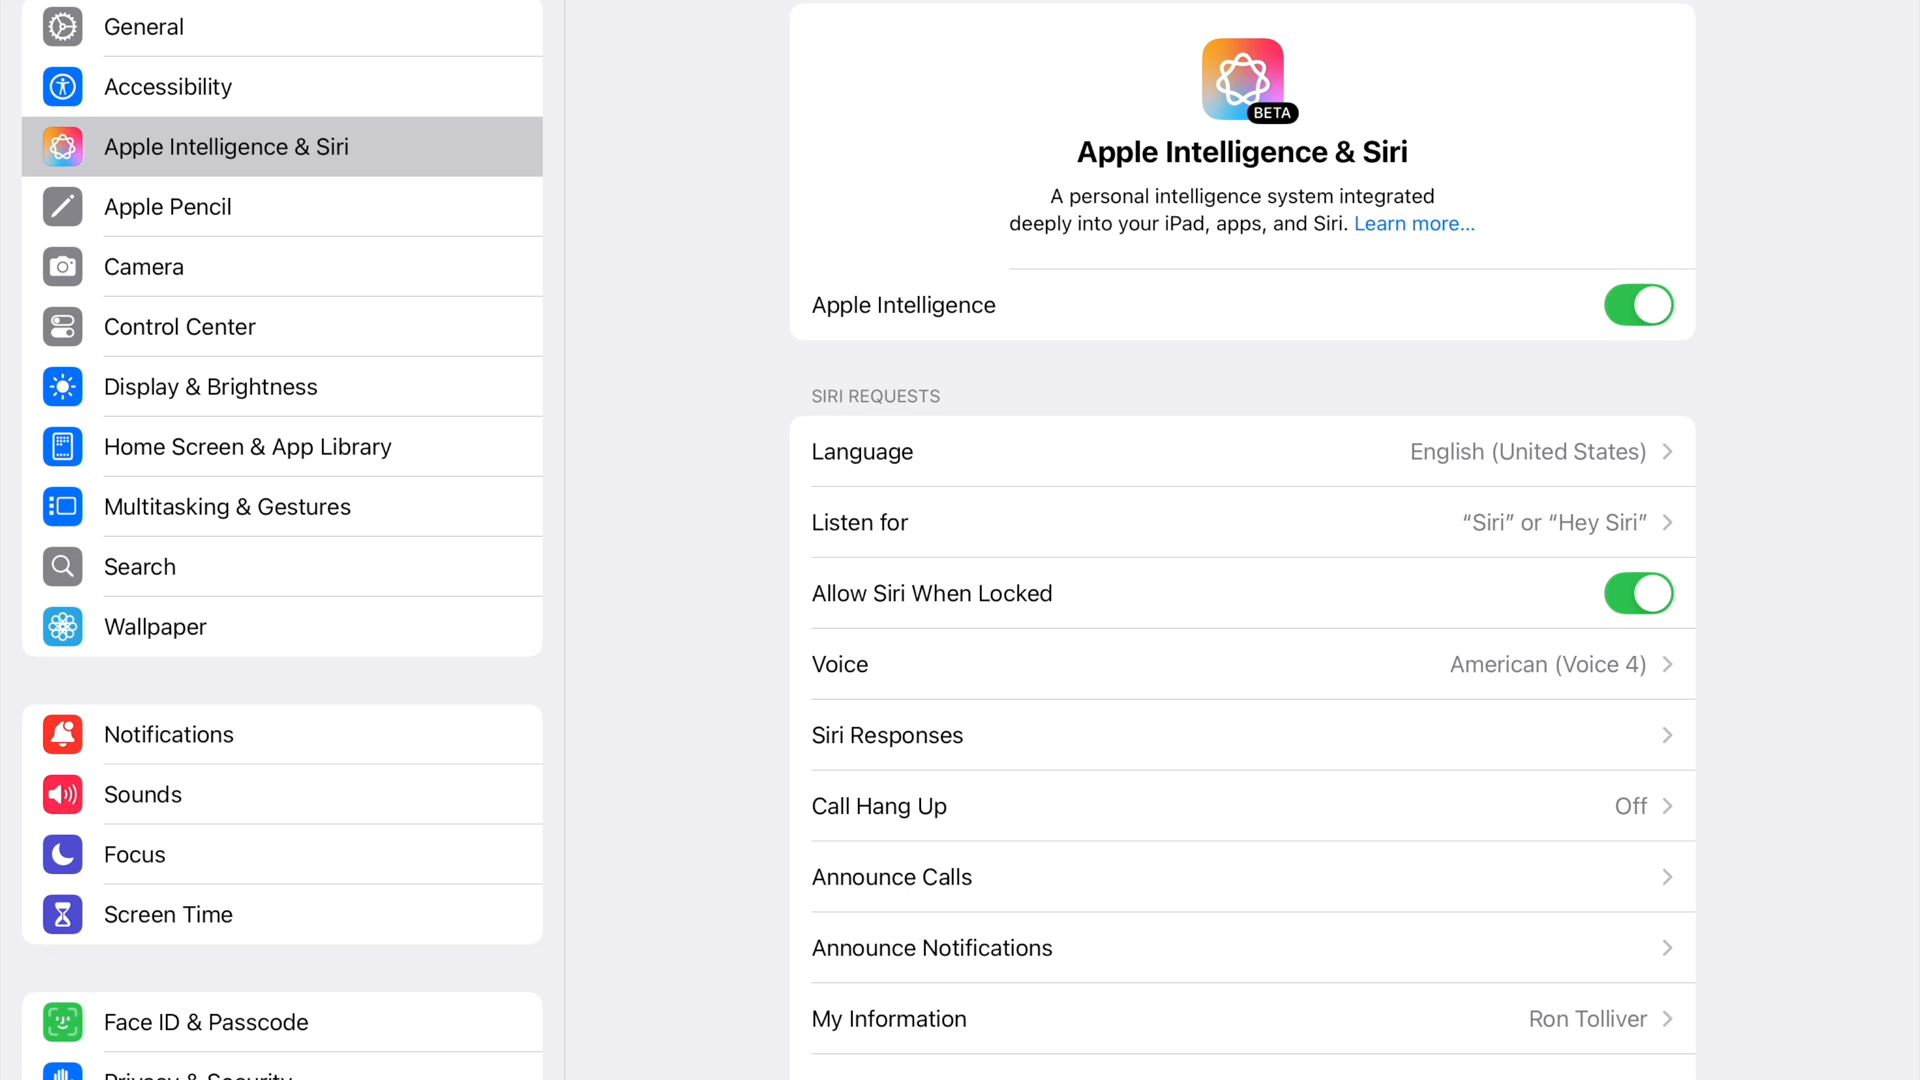 General
Accessibility
Apple Intelligence & Siri
Apple Pencil
Camera
Control Center
Display & Brightness
Home Screen & App Library
Multitasking & Gestures
Search
Wallpaper
Notifications
Sounds
Focus
Screen Time
Face ID & Passcode
Privacy & Security
BETA
Apple Intelligence & Siri
A personal intelligence system integrated
deeply into your iPad, apps, and Siri. Learn more...
Apple Intelligence
SIRI REQUESTS
Language English (United States)
Listen for “Siri” or “Hey Siri”
Allow Siri When Locked
Voice American (Voice 4)
Siri Responses
Call Hang Up Off
Announce Calls
Announce Notifications
My Information Ron Tolliver